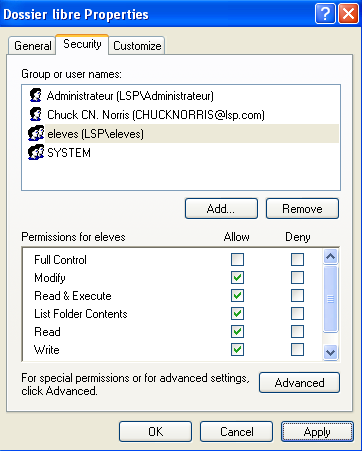 Dossier libre Properties
General Security Customize
Group or user names:
Administrateur (LSP\Administrateur)
Chuck CN. Norris (CHUCKNORRIS@lsp.com)
eleves (LSP\eleves)
SYSTEM
Add... Remove
Permissions for eleves Allow Deny
Full Control
Modify
Read & Execute
List Folder Contents
Read
Write
For special permissions or for advanced settings,
click Advanced.
Advanced
OK Cancel Apply